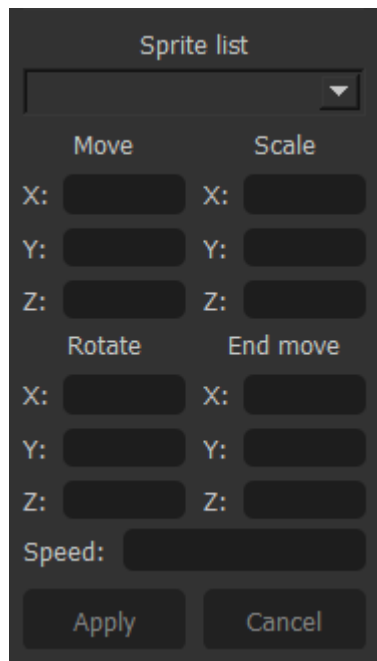 Sprite list
Move Scale
X: X:
Y: Y:
Z: Z:
Rotate End move
X: X:
Y: Y:
Z: Z:
Speed:
Apply Cancel